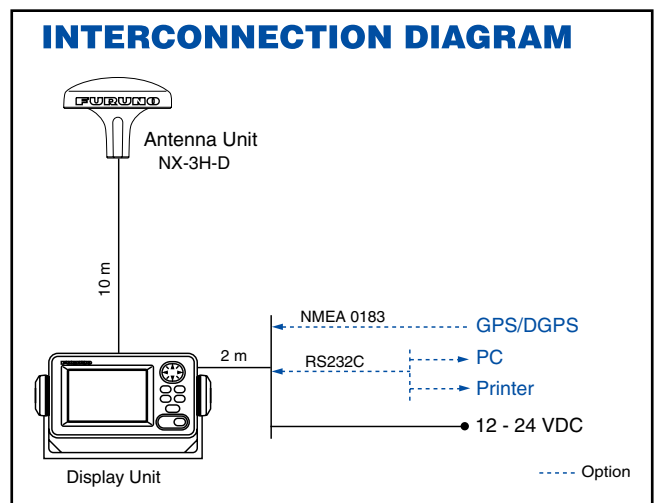 INTERCONNECTION DIAGRAM
FURUNO
Antenna Unit
NX-3H-D
10 m
NMEA 0183
GPS/DGPS
2 m
RS232C
PC
Printer
12 - 24 VDC
Display Unit
Option